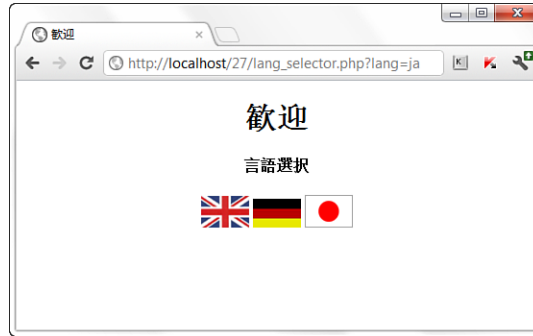 歓迎
http://localhost/27/lang_selector.php?lang=ja
歓迎
言語選択